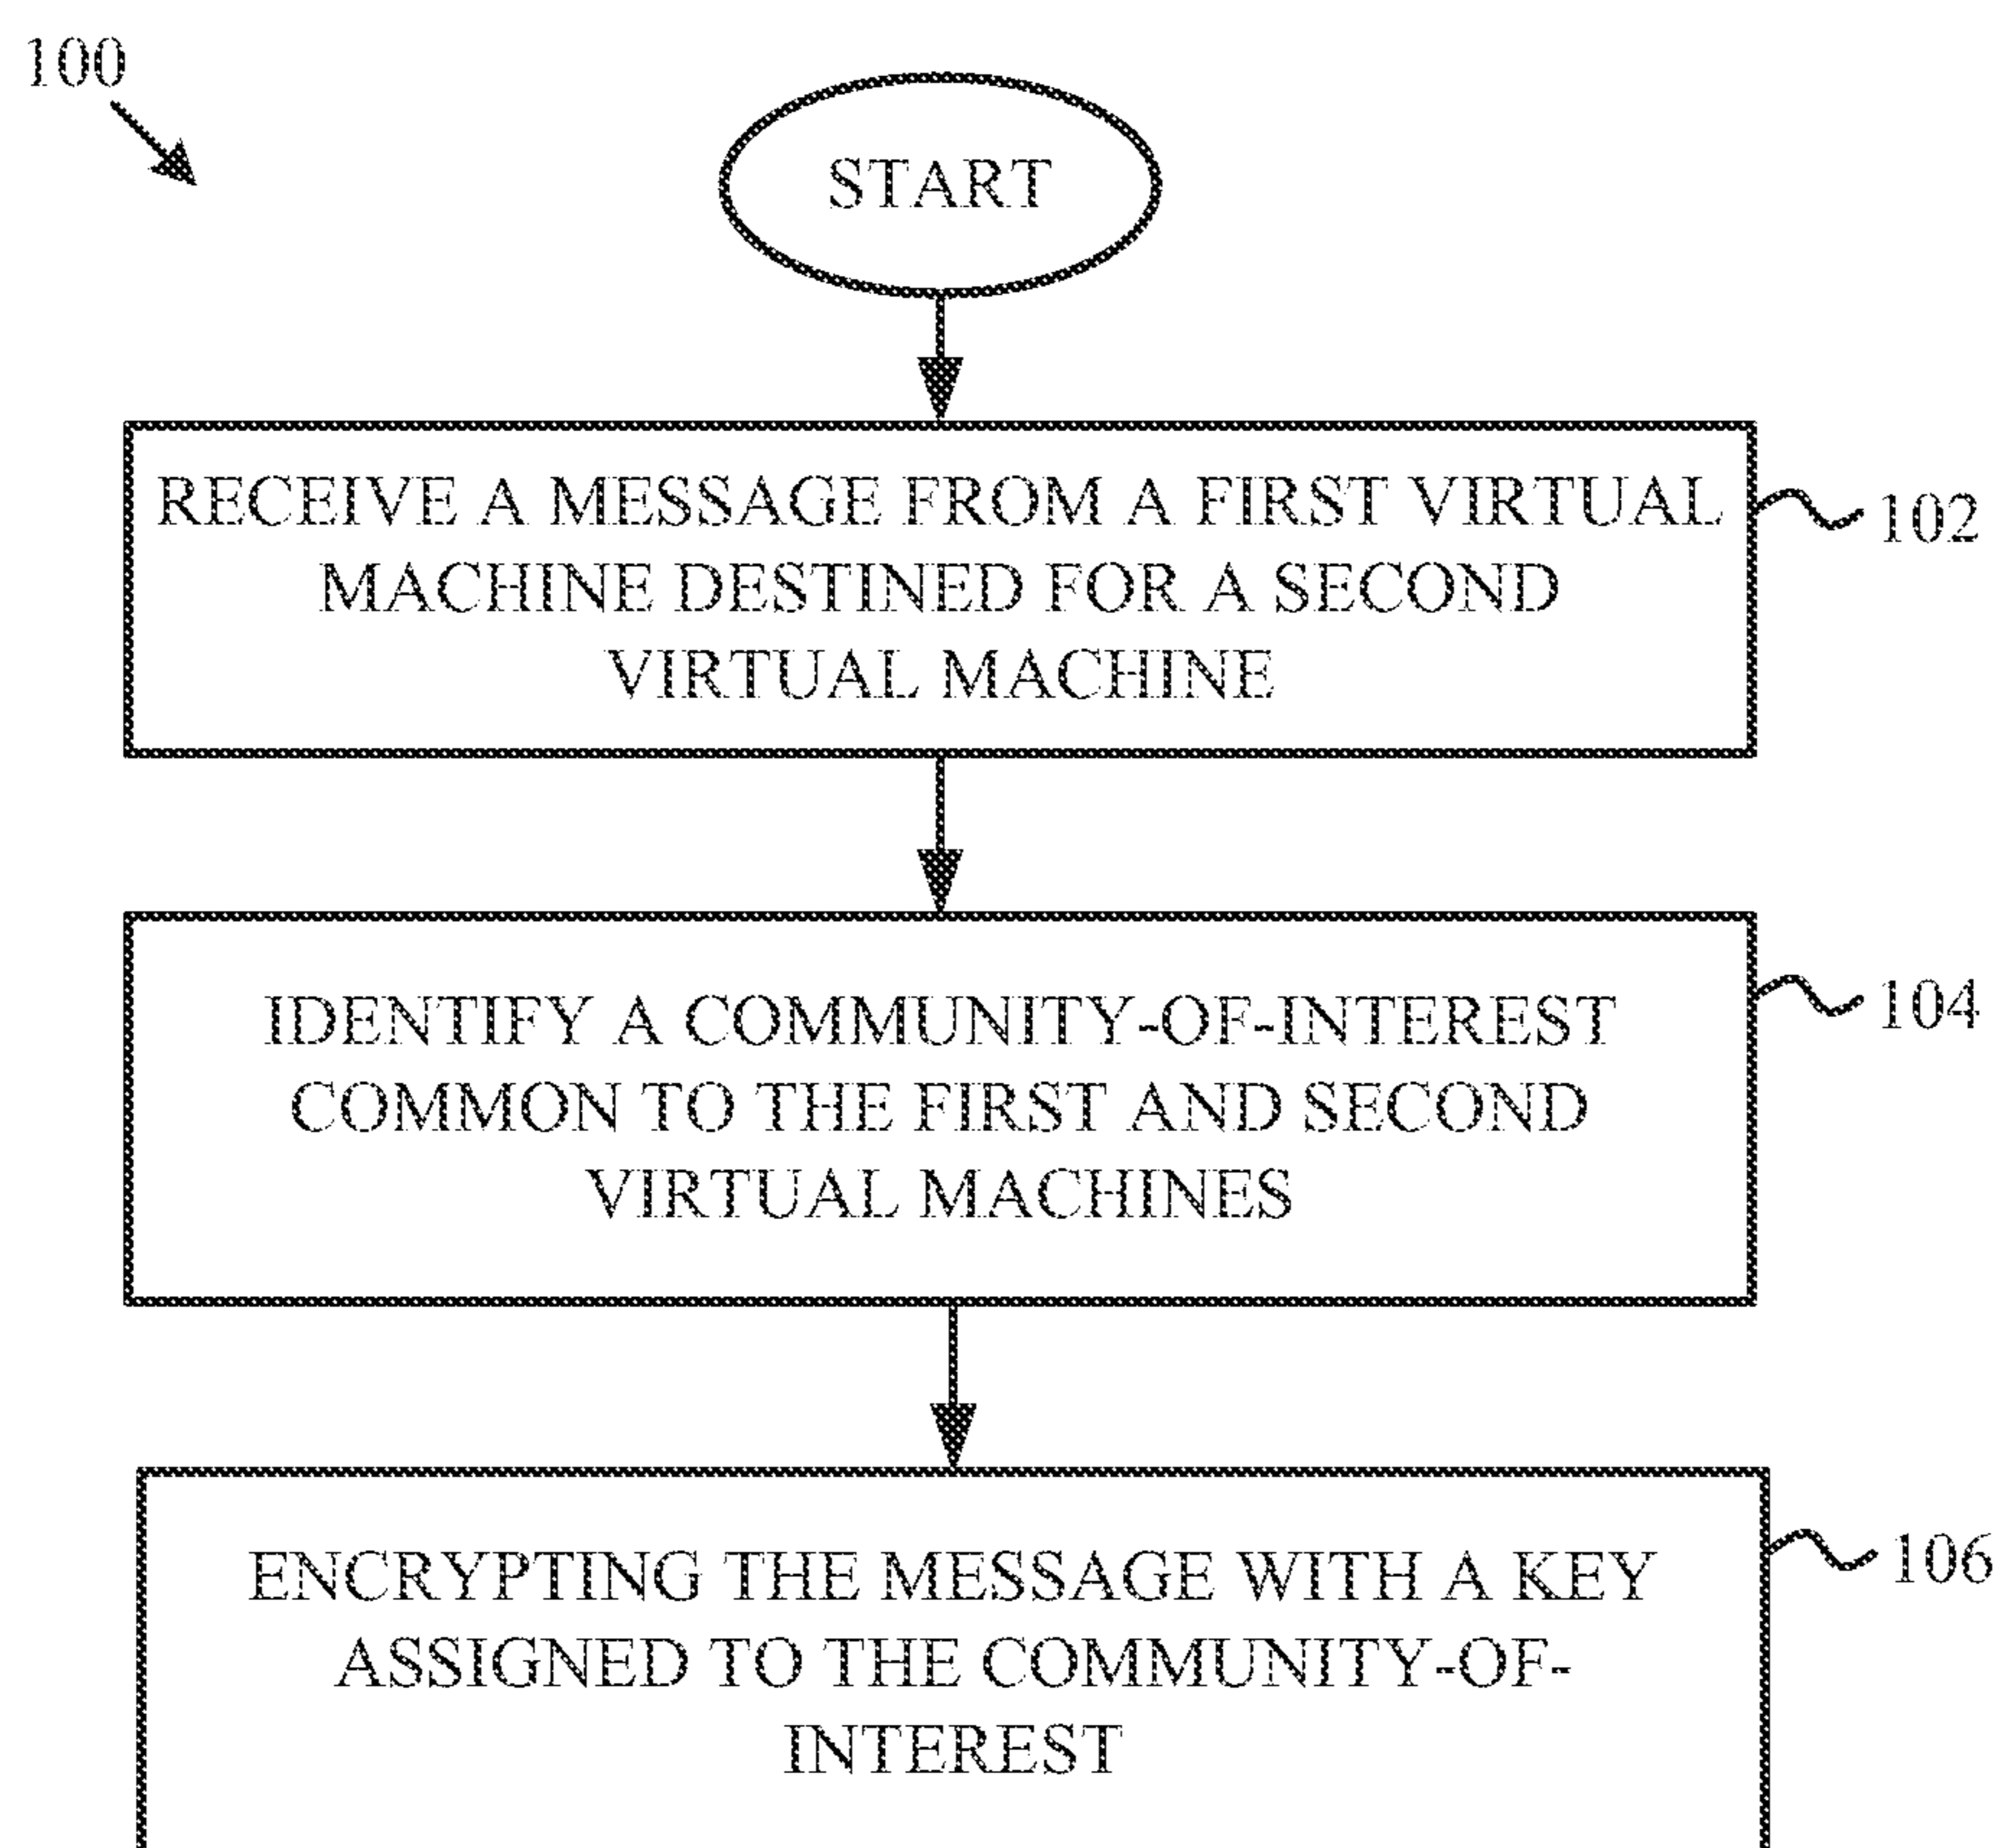 100
START
RECEIVE A MESSAGE FROM A FIRST VIRTUAL
MACHINE DESTINED FOR A SECOND
VIRTUAL MACHINE
102
IDENTIFY A COMMUNITY-OF-INTEREST
COMMON TO THE FIRST AND SECOND
VIRTUAL MACHINES
104
ENCRYPTING THE MESSAGE WITH A KEY
ASSIGNED TO THE COMMUNITY-OF-
INTEREST
106